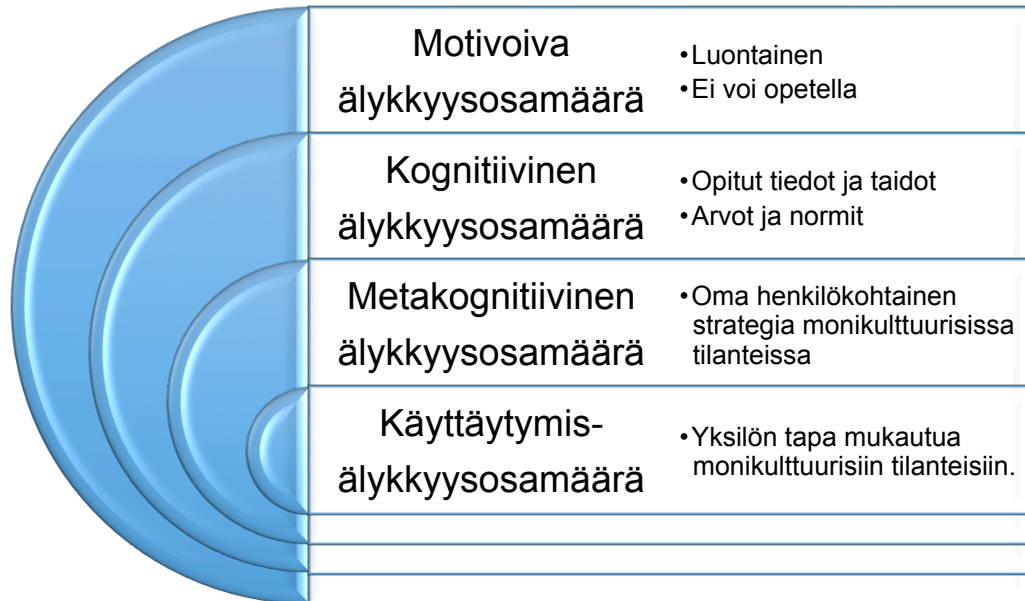 Motivoiva
älykkyysosamäärä
•Luontainen
•Ei voi opetella
Kognitiivinen
älykkyysosamäärä
•Opitut tiedot ja taidot
•Arvot ja normit
Metakognitiivinen
älykkyysosamäärä
•Oma henkilökohtainen
strategia monikulttuurisissa
tilanteissa
Käyttäytymis-
älykkyysosamäärä
•Yksilön tapa mukautua
monikulttuurisiin tilanteisiin.